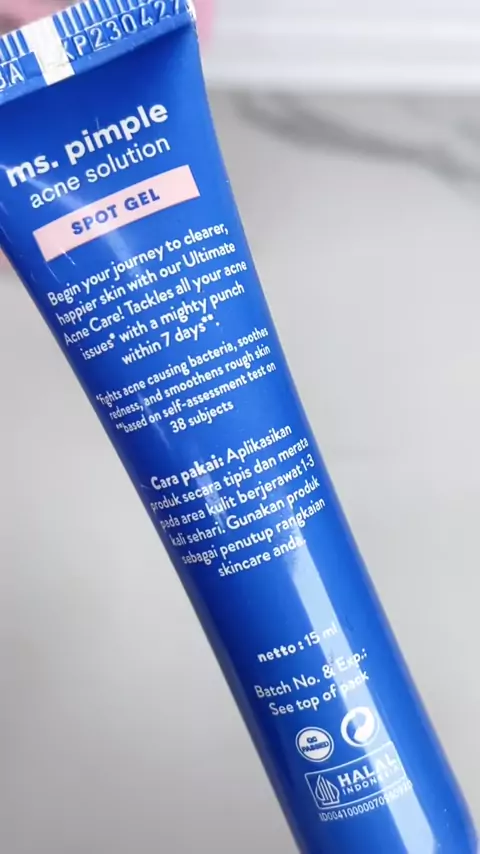 KP230427
ms. pimple
acne solution
SPOT GEL
Begin your journey to clearer,
happier skin with our Ultimate
Acne Care! Tackles all your acne
issues* with a mighty punch
within 7 days**.
*fights acne causing bacteria, soothes
redness, and smoothens rough skin
**based on self-assessment test on
38 subjects
Cara pakai: Aplikasikan
produk secara tipis dan merata
pada area kulit berjerawat 1-3
kali sehari. Gunakan produk
sebagai penutup rangkaian
skincare anda.
netto : 15 ml
Batch No. & Exp.:
See top of pack
QC
PASSED
2
HALAL
INDONESIA